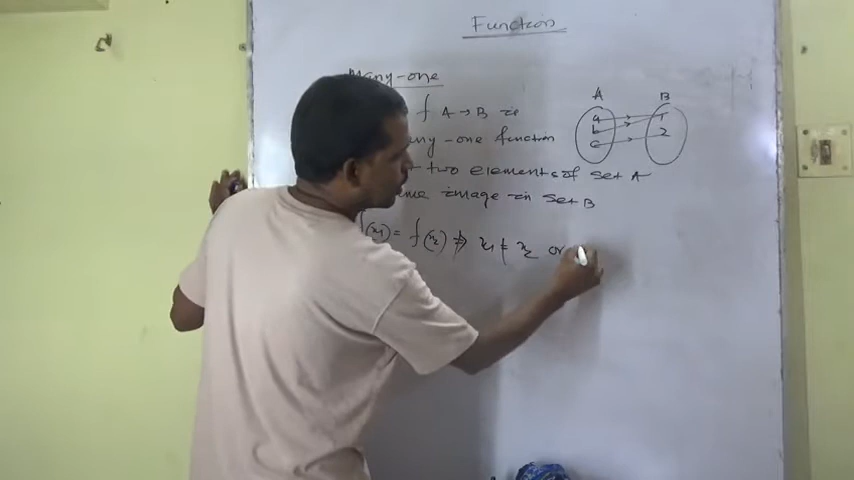 Function
Many-one
A B
f A → B is
a 1
any-one function
b 2
c
t two elements of set A
me image in set B
f(x₁) = f(x₂) ⇏ x₁ ≠ x₂ or